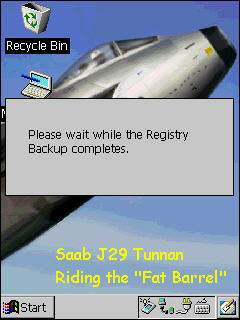 Recycle Bin
Please wait while the Registry
Backup completes.
Saab J29 Tunnan
Riding the "Fat Barrel"
Start